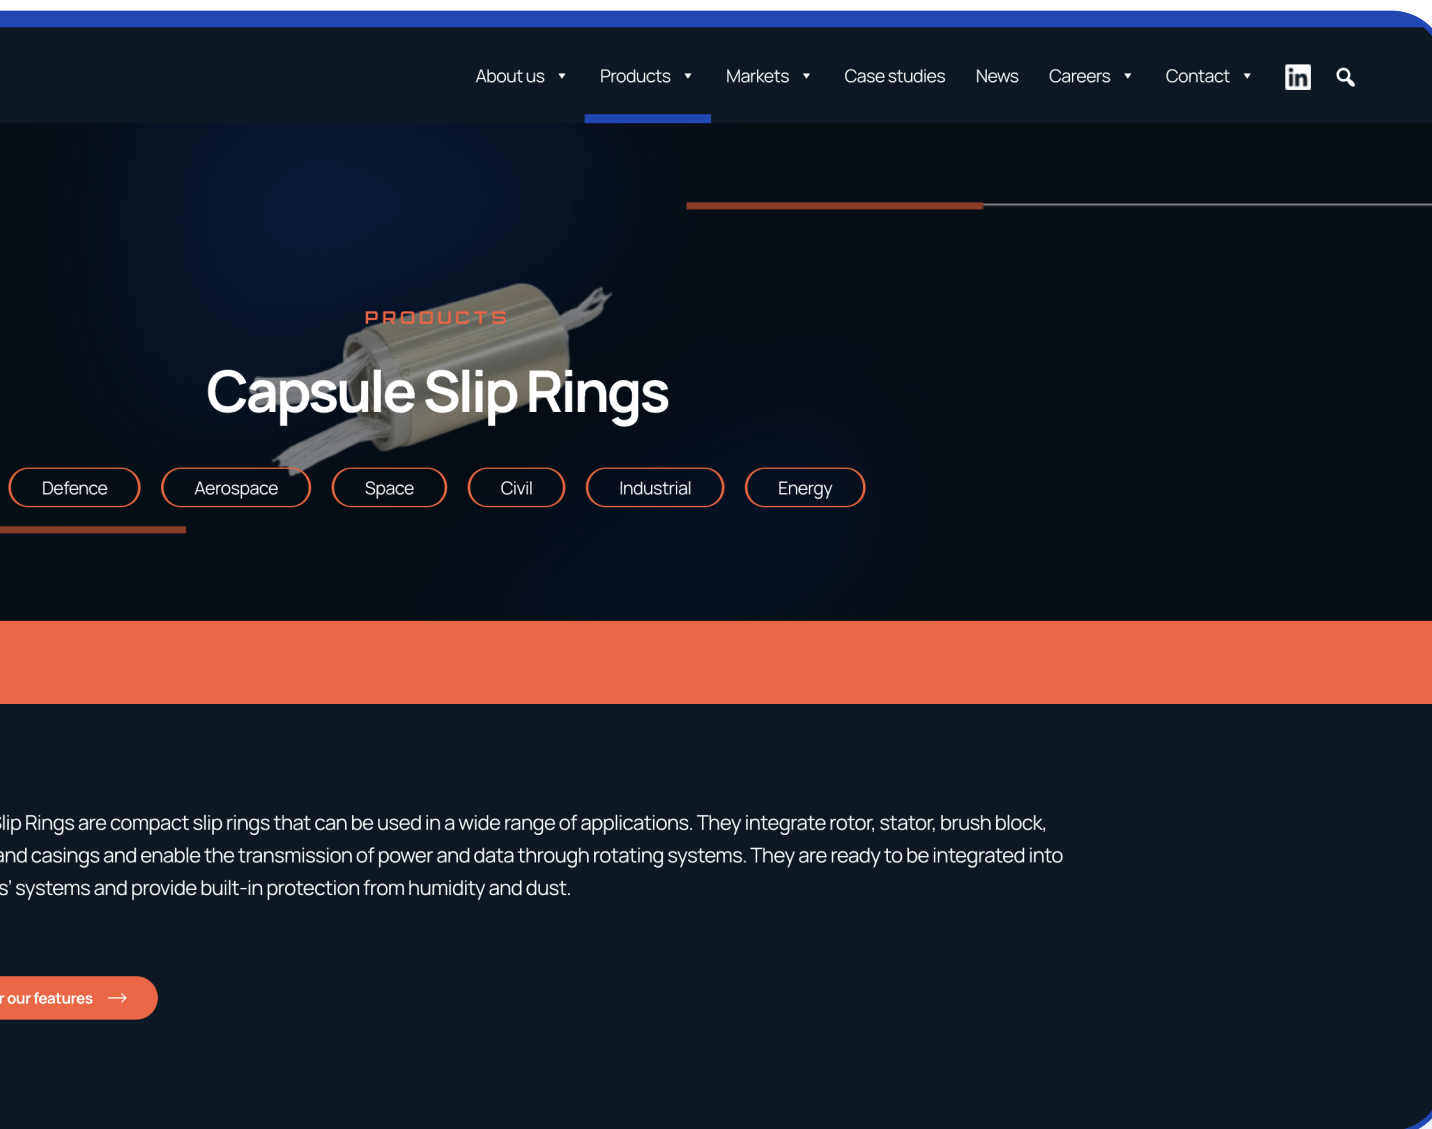 About us
Products
Markets
Case studies
News
Careers
Contact
in
PRODUCTS
Capsule Slip Rings
Defence
Aerospace
Space
Civil
Industrial
Energy
Slip Rings are compact slip rings that can be used in a wide range of applications. They integrate rotor, stator, brush block,
and casings and enable the transmission of power and data through rotating systems. They are ready to be integrated into
s' systems and provide built-in protection from humidity and dust.
r our features